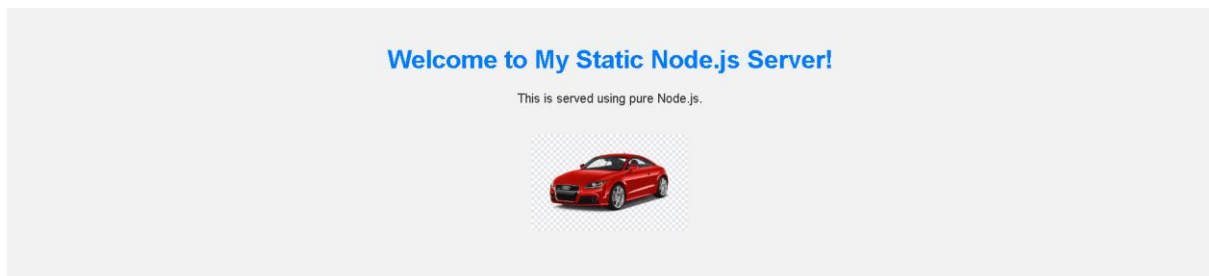 Welcome to My Static Node.js Server!
This is served using pure Node.js.